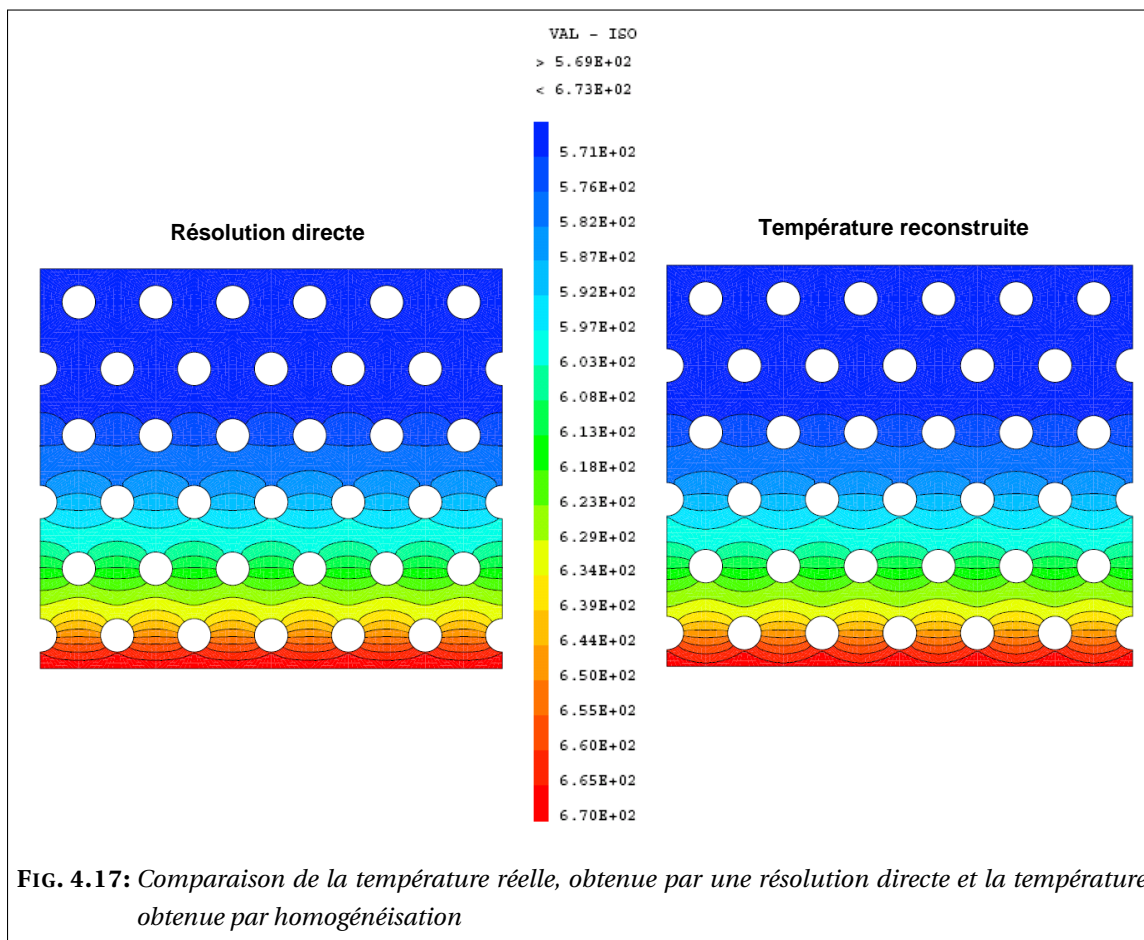 VAL - ISO
> 5.69E+02
< 6.73E+02
5.71E+02
5.76E+02
5.82E+02
5.87E+02
5.92E+02
5.97E+02
6.03E+02
6.08E+02
6.13E+02
6.18E+02
6.23E+02
6.29E+02
6.34E+02
6.39E+02
6.44E+02
6.50E+02
6.55E+02
6.60E+02
6.65E+02
6.70E+02
Résolution directe
Température reconstruite
FIG. 4.17: Comparaison de la température réelle, obtenue par une résolution directe et la température
obtenue par homogénéisation